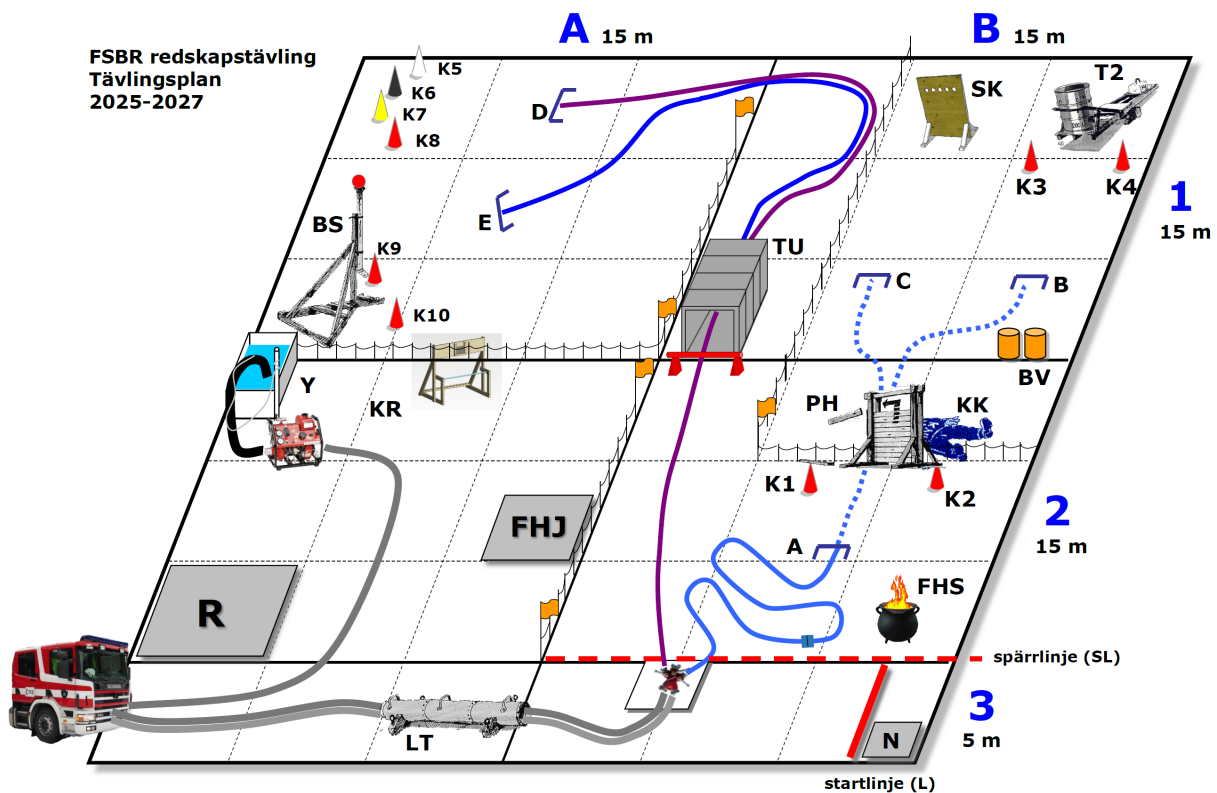 A 15 m
B 15 m
FSBR redskapstävling
Tävlingsplan
2025-2027
K5
K6
K7
K8
D
SK
T2
K3
K4
1
15 m
E
BS
K9
K10
TU
C
B
BV
Y
KR
PH
KK
K1
K2
2
15 m
FHJ
A
FHS
R
spärrlinje (SL)
3
5 m
LT
N
startlinje (L)